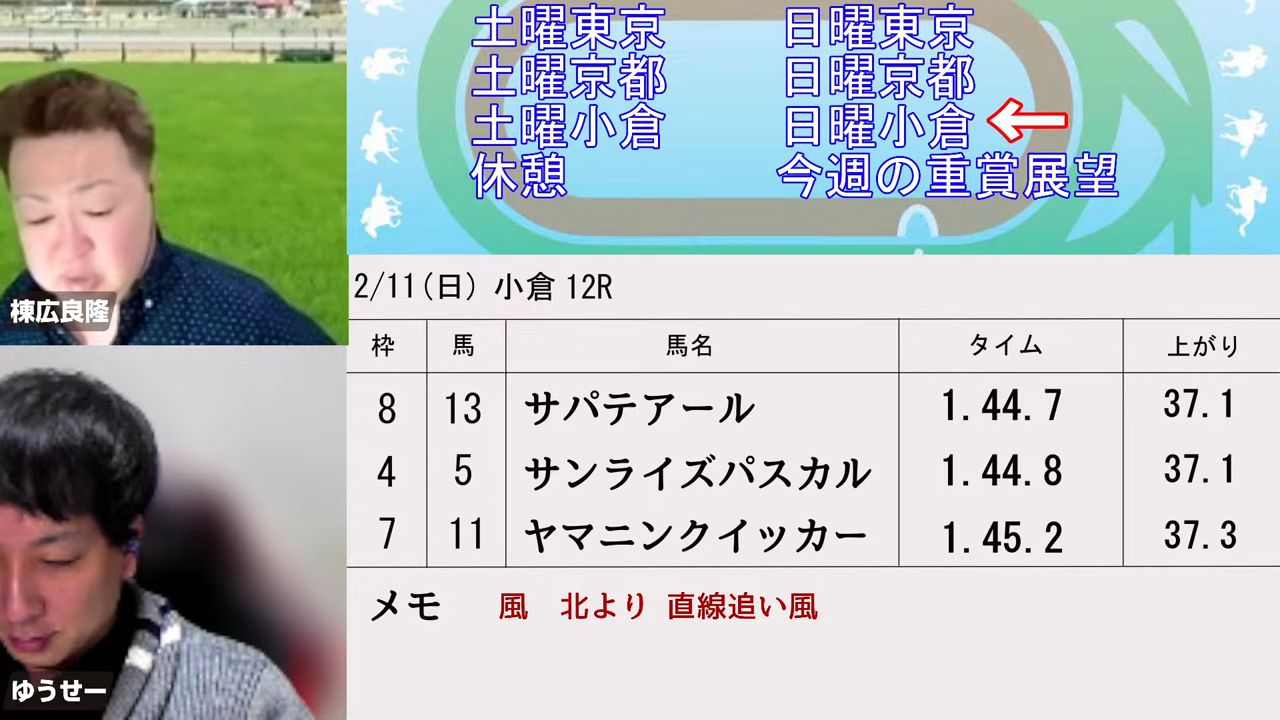 土曜東京 日曜東京
土曜京都 日曜京都
土曜小倉 日曜小倉
休憩 今週の重賞展望
棟広良隆
2/11(日) 小倉 12R
枠 馬 馬名 タイム 上がり
8 13 サパテアール 1.44.7 37.1
4 5 サンライズパスカル 1.44.8 37.1
7 11 ヤマニンクイッカー 1.45.2 37.3
メモ 風 北より 直線追い風
ゆうせー